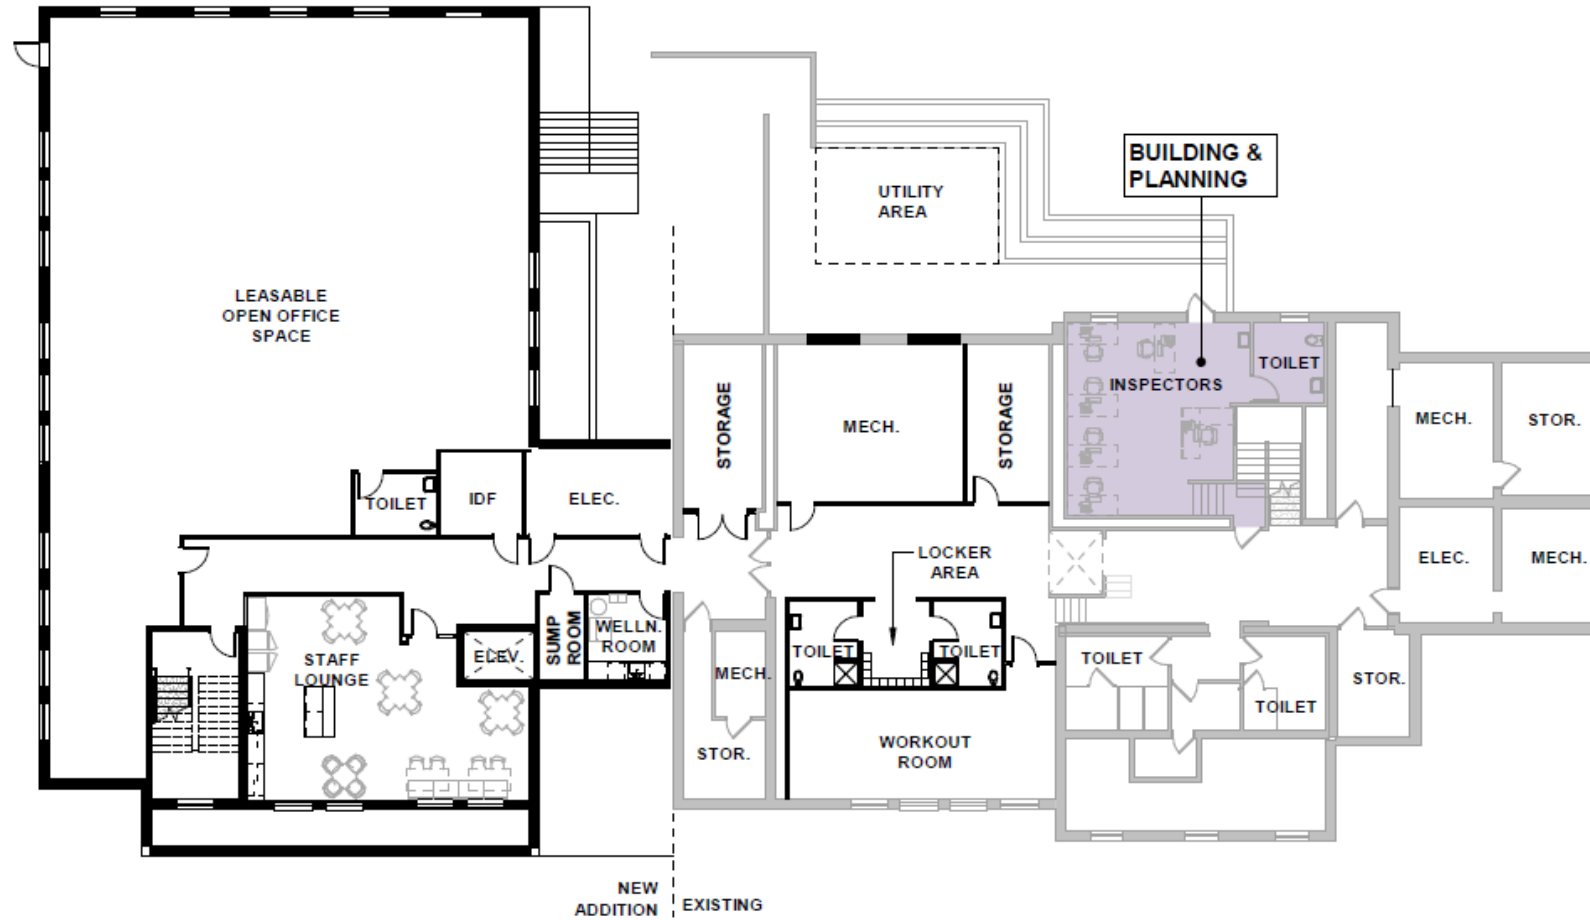 BUILDING &
PLANNING
UTILITY
AREA
LEASABLE
OPEN OFFICE
SPACE
INSPECTORS
TOILET
STORAGE
MECH.
STORAGE
MECH.
STOR.
TOILET
IDF
ELEC.
LOCKER
AREA
ELEC.
MECH.
STAFF
LOUNGE
ELEV.
SUMP
ROOM
WELLN.
ROOM
MECH.
TOILET
TOILET
TOILET
TOILET
STOR.
STOR.
WORKOUT
ROOM
NEW
ADDITION
EXISTING